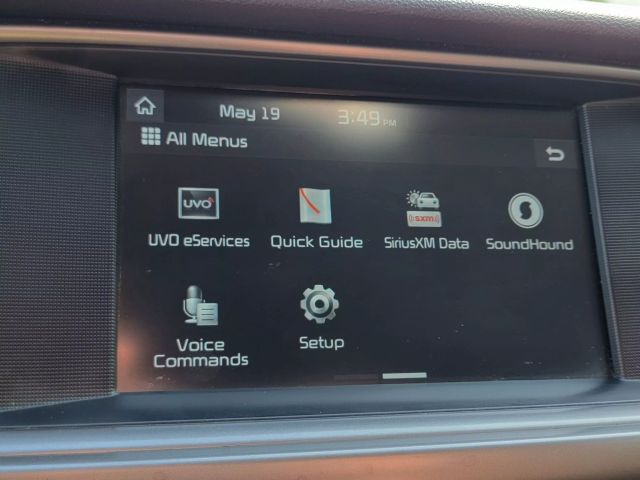 May 19 3:49 PM
All Menus
UVO
sxm
UVO eServices Quick Guide SiriusXM Data SoundHound
Voice
Commands
Setup